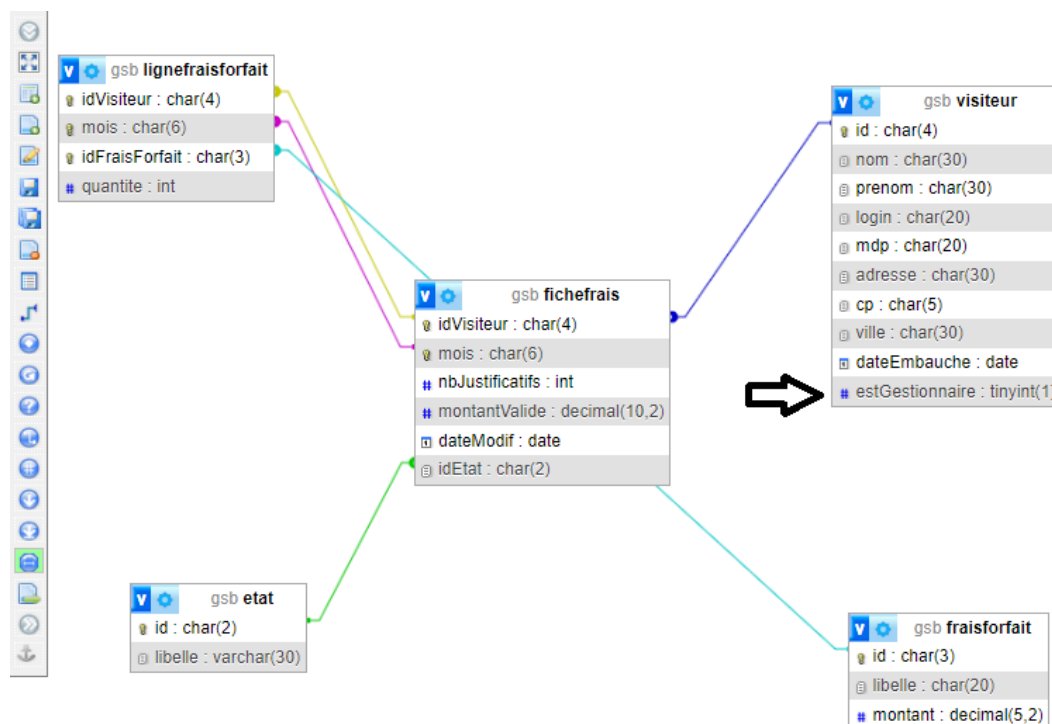 gsb lignefraisforfait
idVisiteur : char(4)
mois : char(6)
idFraisForfait : char(3)
quantite : int
gsb visiteur
id : char(4)
nom : char(30)
prenom : char(30)
login : char(20)
mdp : char(20)
adresse : char(30)
cp : char(5)
ville : char(30)
dateEmbauche : date
estGestionnaire : tinyint(1)
gsb fichefrais
idVisiteur : char(4)
mois : char(6)
nbJustificatifs : int
montantValide : decimal(10,2)
dateModif : date
idEtat : char(2)
gsb etat
id : char(2)
libelle : varchar(30)
gsb fraisforfait
id : char(3)
libelle : char(20)
montant : decimal(5,2)